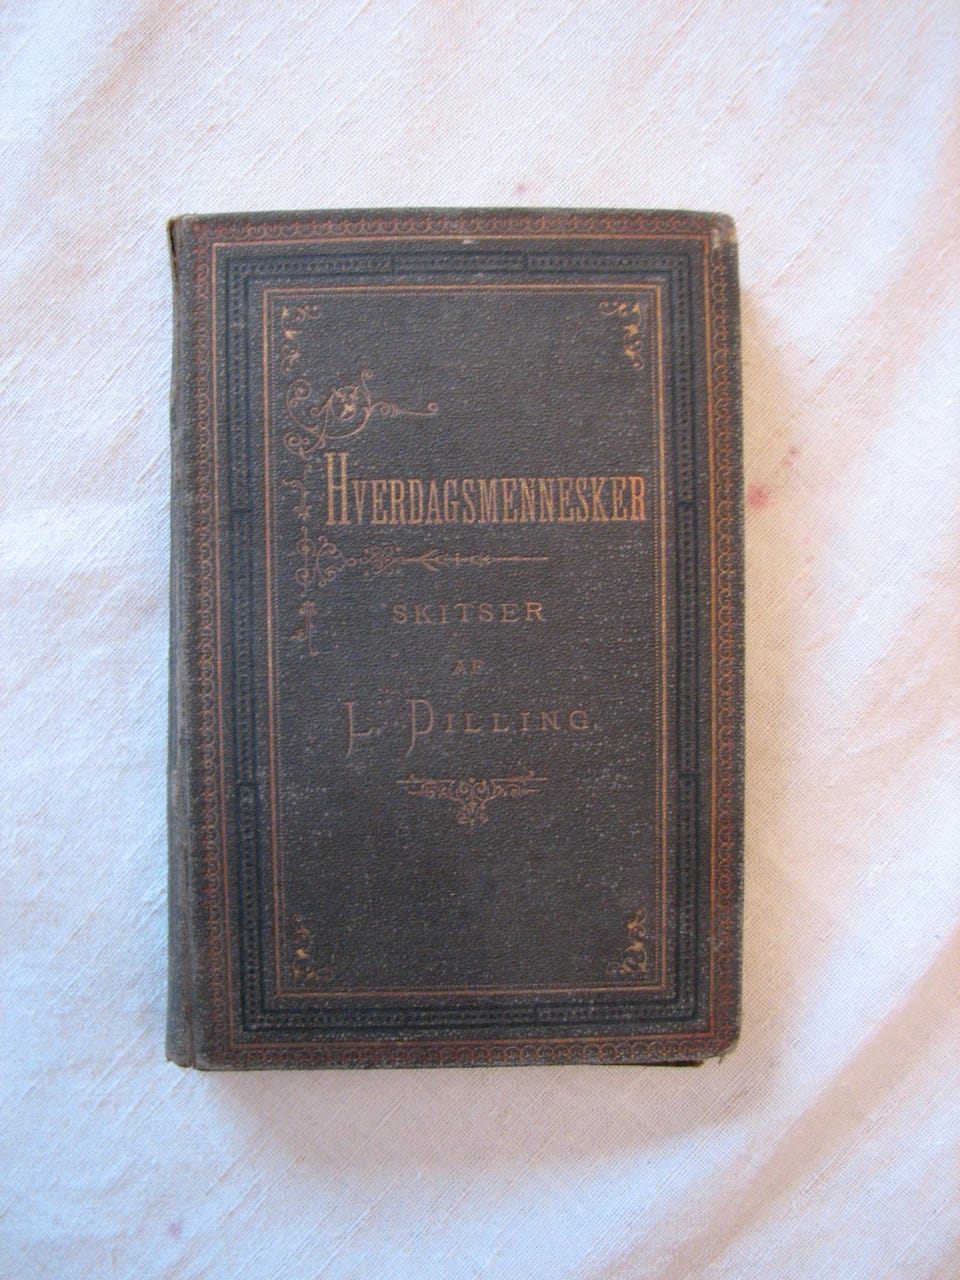 HVERDAGSMENNESKER
SKITSER
AF
L. DILLING.